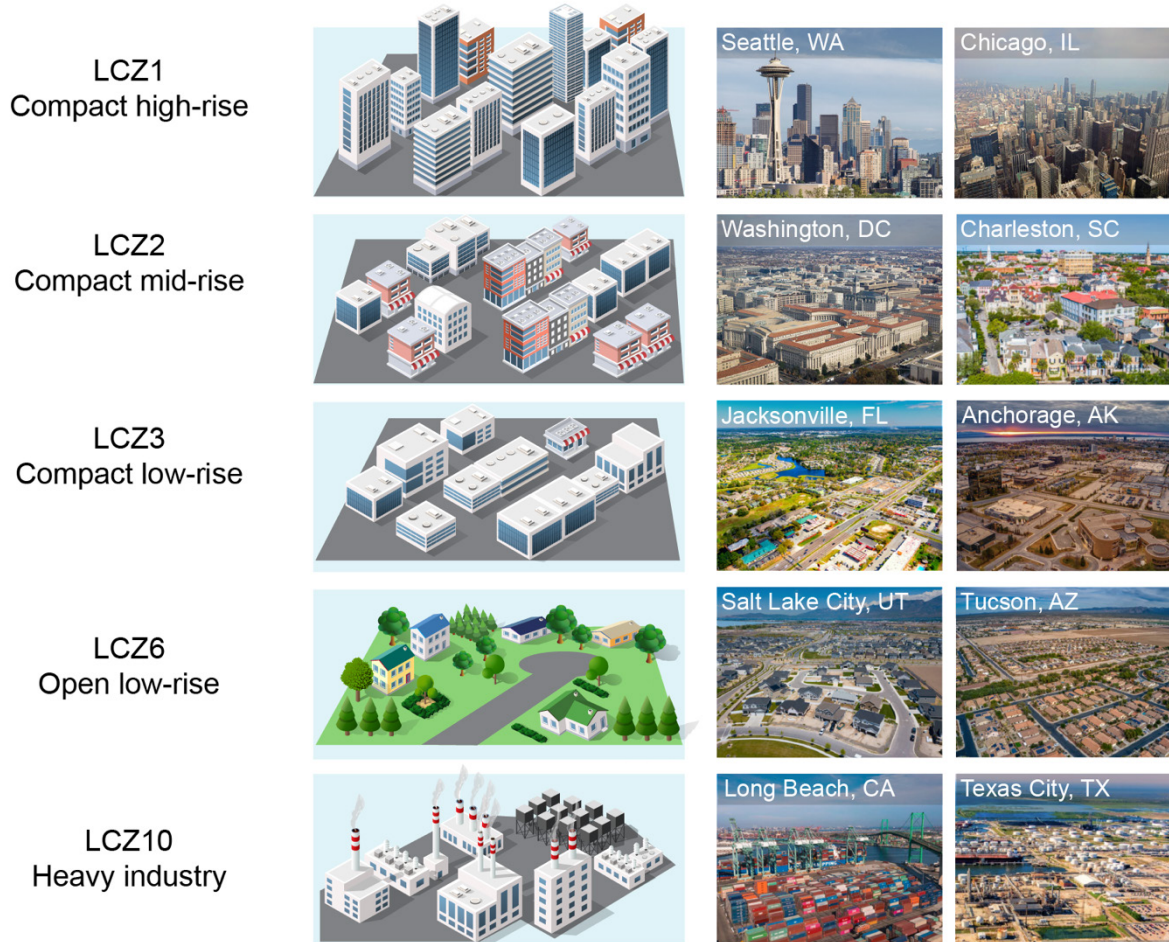 LCZ1
Compact high-rise
Seattle, WA
Chicago, IL
LCZ2
Compact mid-rise
Washington, DC
Charleston, SC
LCZ3
Compact low-rise
Jacksonville, FL
Anchorage, AK
LCZ6
Open low-rise
Salt Lake City, UT
Tucson, AZ
LCZ10
Heavy industry
Long Beach, CA
Texas City, TX